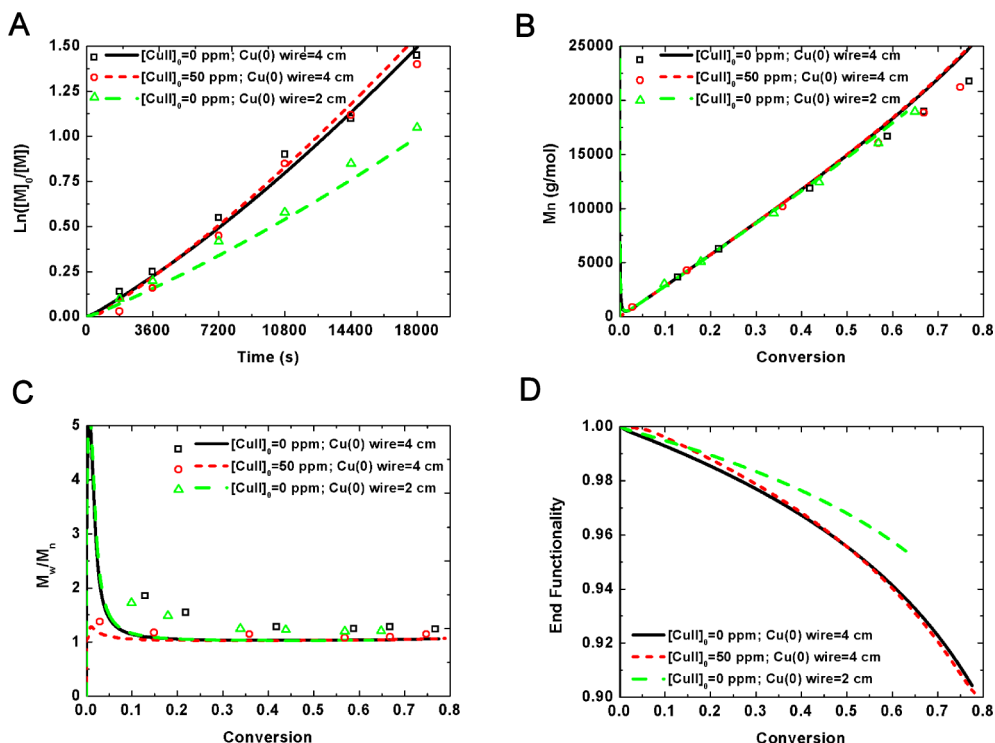 A
1.50
1.25
1.00
0.75
0.50
0.25
0.00
Ln([M]₀/[M])
[CuII]₀=0 ppm; Cu(0) wire=4 cm
[CuII]₀=50 ppm; Cu(0) wire=4 cm
[CuII]₀=0 ppm; Cu(0) wire=2 cm
0 3600 7200 10800 14400 18000
Time (s)
B
25000
20000
15000
10000
5000
0
Mn (g/mol)
[CuII]₀=0 ppm; Cu(0) wire=4 cm
[CuII]₀=50 ppm; Cu(0) wire=4 cm
[CuII]₀=0 ppm; Cu(0) wire=2 cm
0.0 0.1 0.2 0.3 0.4 0.5 0.6 0.7 0.8
Conversion
C
5
4
3
2
1
0
Mw/Mn
[CuII]₀=0 ppm; Cu(0) wire=4 cm
[CuII]₀=50 ppm; Cu(0) wire=4 cm
[CuII]₀=0 ppm; Cu(0) wire=2 cm
0.0 0.1 0.2 0.3 0.4 0.5 0.6 0.7 0.8
Conversion
D
1.00
0.98
0.96
0.94
0.92
0.90
End Functionality
[CuII]₀=0 ppm; Cu(0) wire=4 cm
[CuII]₀=50 ppm; Cu(0) wire=4 cm
[CuII]₀=0 ppm; Cu(0) wire=2 cm
0.0 0.1 0.2 0.3 0.4 0.5 0.6 0.7 0.8
Conversion